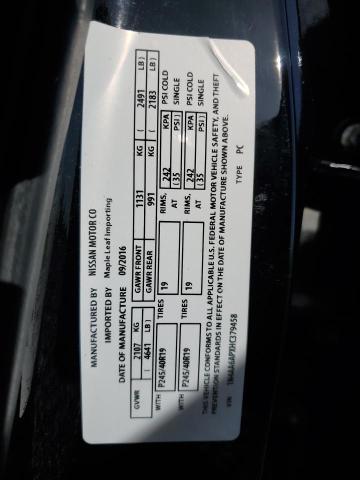 MANUFACTURED BY NISSAN MOTOR CO
IMPORTED BY Maple Leaf Importing
DATE OF MANUFACTURE 09/2016
GVWR 2107 KG GAWR FRONT 1131 KG ( 2491 LB )
( 4641 LB) GAWR REAR 991 KG ( 2183 LB )
WITH P245/40R19 TIRES 19 RIMS, 242 KPA PSI COLD
AT (35 PSI ) SINGLE
WITH P245/40R19 TIRES 19 RIMS, 242 KPA PSI COLD
AT (35 PSI ) SINGLE
THIS VEHICLE CONFORMS TO ALL APPLICABLE U.S. FEDERAL MOTOR VEHICLE SAFETY, AND THEFT
PREVENTION STANDARDS IN EFFECT ON THE DATE OF MANUFACTURE SHOWN ABOVE.
VIN: 1N4AA6APXHC379458 TYPE PC